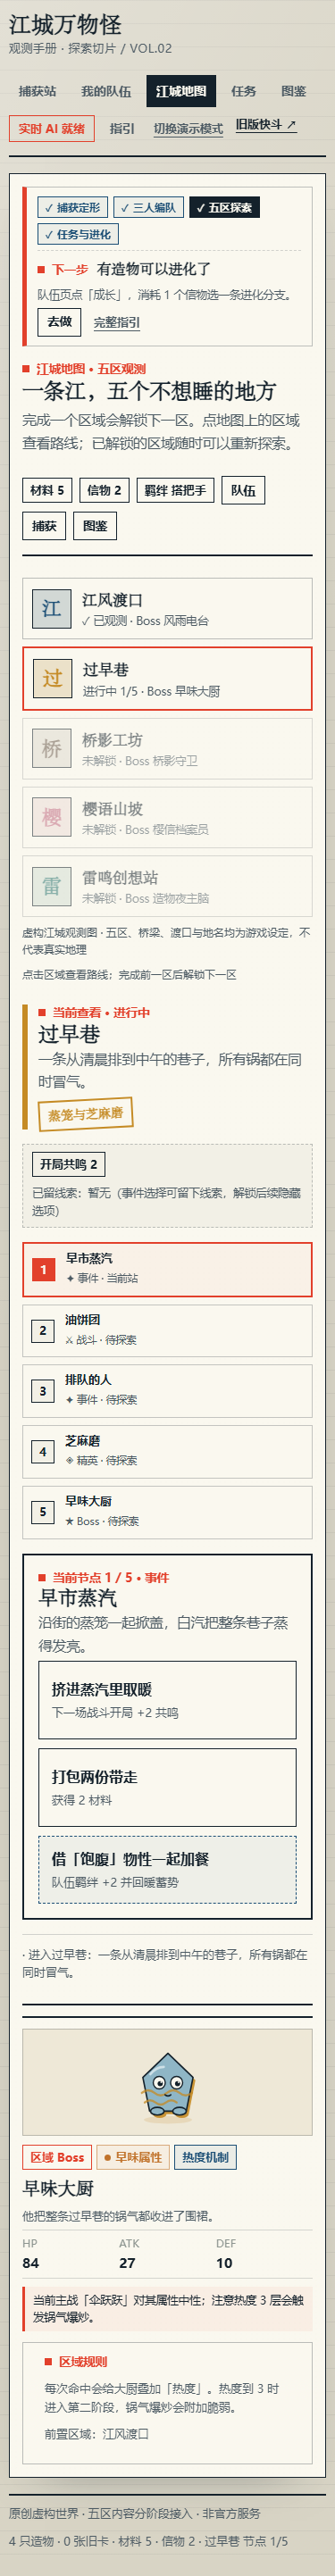 江城万物怪
观测手册 · 探索切片 / VOL.02
捕获站 我的队伍 江城地图 任务 图鉴
实时 AI 就绪 指引 切换演示模式 旧版快斗 ↗
✓ 捕获定形 ✓ 三人编队 ✓ 五区探索
✓ 任务与进化
下一步 有造物可以进化了
队伍页点「成长」，消耗 1 个信物选一条进化分支。
去做 完整指引
江城地图 • 五区观测
一条江，五个不想睡的地方
完成一个区域会解锁下一区。点地图上的区域
查看路线；已解锁的区域随时可以重新探索。
材料 5 信物 2 羁绊 搭把手 队伍
捕获 图鉴
江 江风渡口
✓ 已观测 · Boss 风雨电台
过 过早巷
进行中 1/5 · Boss 早味大厨
桥 桥影工坊
未解锁 · Boss 桥影守卫
樱 樱语山坡
未解锁 · Boss 樱信档案员
雷 雷鸣创想站
未解锁 · Boss 造物夜主脑
虚构江城观测图 · 五区、桥梁、渡口与地名均为游戏设定，不
代表真实地理
点击区域查看路线；完成前一区后解锁下一区
当前查看 • 进行中
过早巷
一条从清晨排到中午的巷子，所有锅都在同
时冒气。
蒸笼与芝麻磨
开局共鸣 2
已留线索：暂无（事件选择可留下线索，解锁后续隐藏
选项）
1 早市蒸汽
✦ 事件 · 当前站
2 油饼团
⚔ 战斗 · 待探索
3 排队的人
✦ 事件 · 待探索
4 芝麻磨
◈ 精英 · 待探索
5 早味大厨
★ Boss · 待探索
当前节点 1 / 5 • 事件
早市蒸汽
沿街的蒸笼一起掀盖，白汽把整条巷子蒸
得发亮。
挤进蒸汽里取暖
下一场战斗开局 +2 共鸣
打包两份带走
获得 2 材料
借「饱腹」物性一起加餐
队伍羁绊 +2 并回暖蓄势
· 进入过早巷：一条从清晨排到中午的巷子，所有锅都在
同时冒气。
区域 Boss ● 早味属性 热度机制
早味大厨
他把整条过早巷的锅气都收进了围裙。
HP ATK DEF
84 27 10
当前主战「伞跃跃」对其属性中性；注意热度 3 层会触
发锅气爆炒。
区域规则
每次命中会给大厨叠加「热度」。热度到 3 时
进入第二阶段，锅气爆炒会附加脆弱。
前置区域：江风渡口
原创虚构世界 · 五区内容分阶段接入 · 非官方服务
4 只造物 · 0 张旧卡 · 材料 5 · 信物 2 · 过早巷 节点 1/5